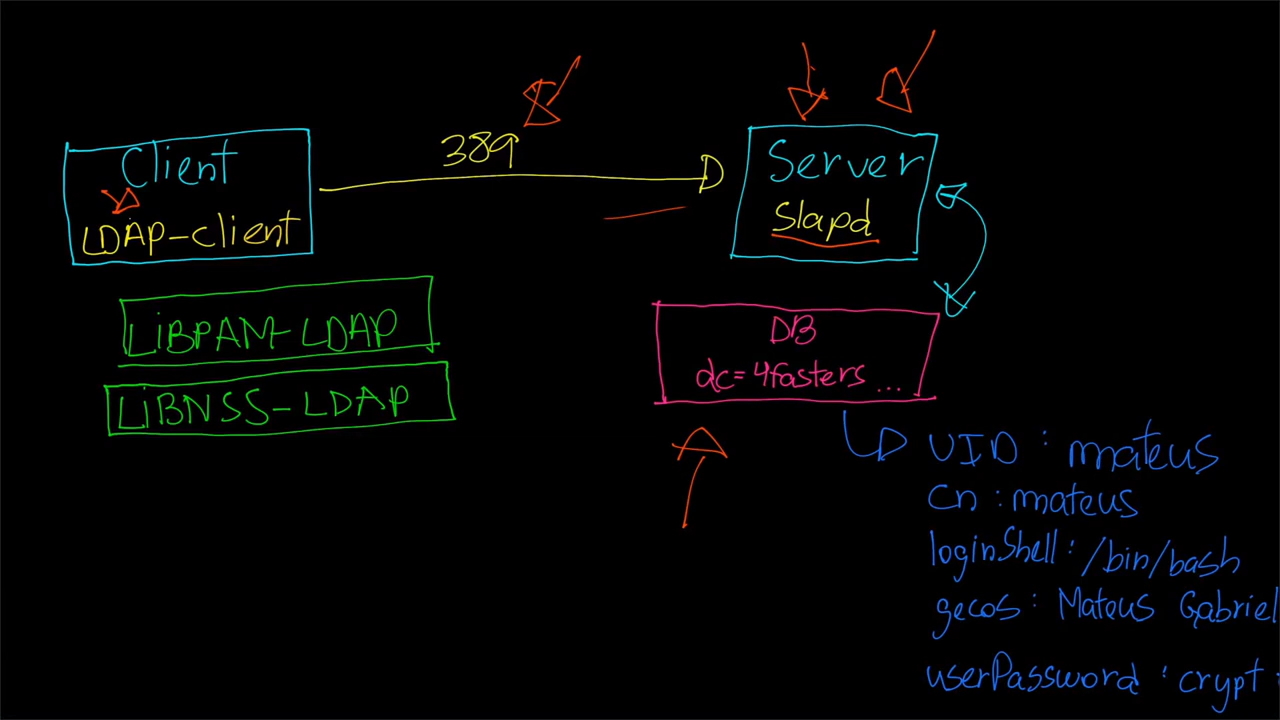 389
Client
LDAP-client
Server
Slapd
LiBPAM-LDAP
LiBNSS-LDAP
DB
dc=4fasters...
UID : mateus
Cn : mateus
loginShell : /bin/bash
gecos : Mateus Gabriel
userPassword : crypt :